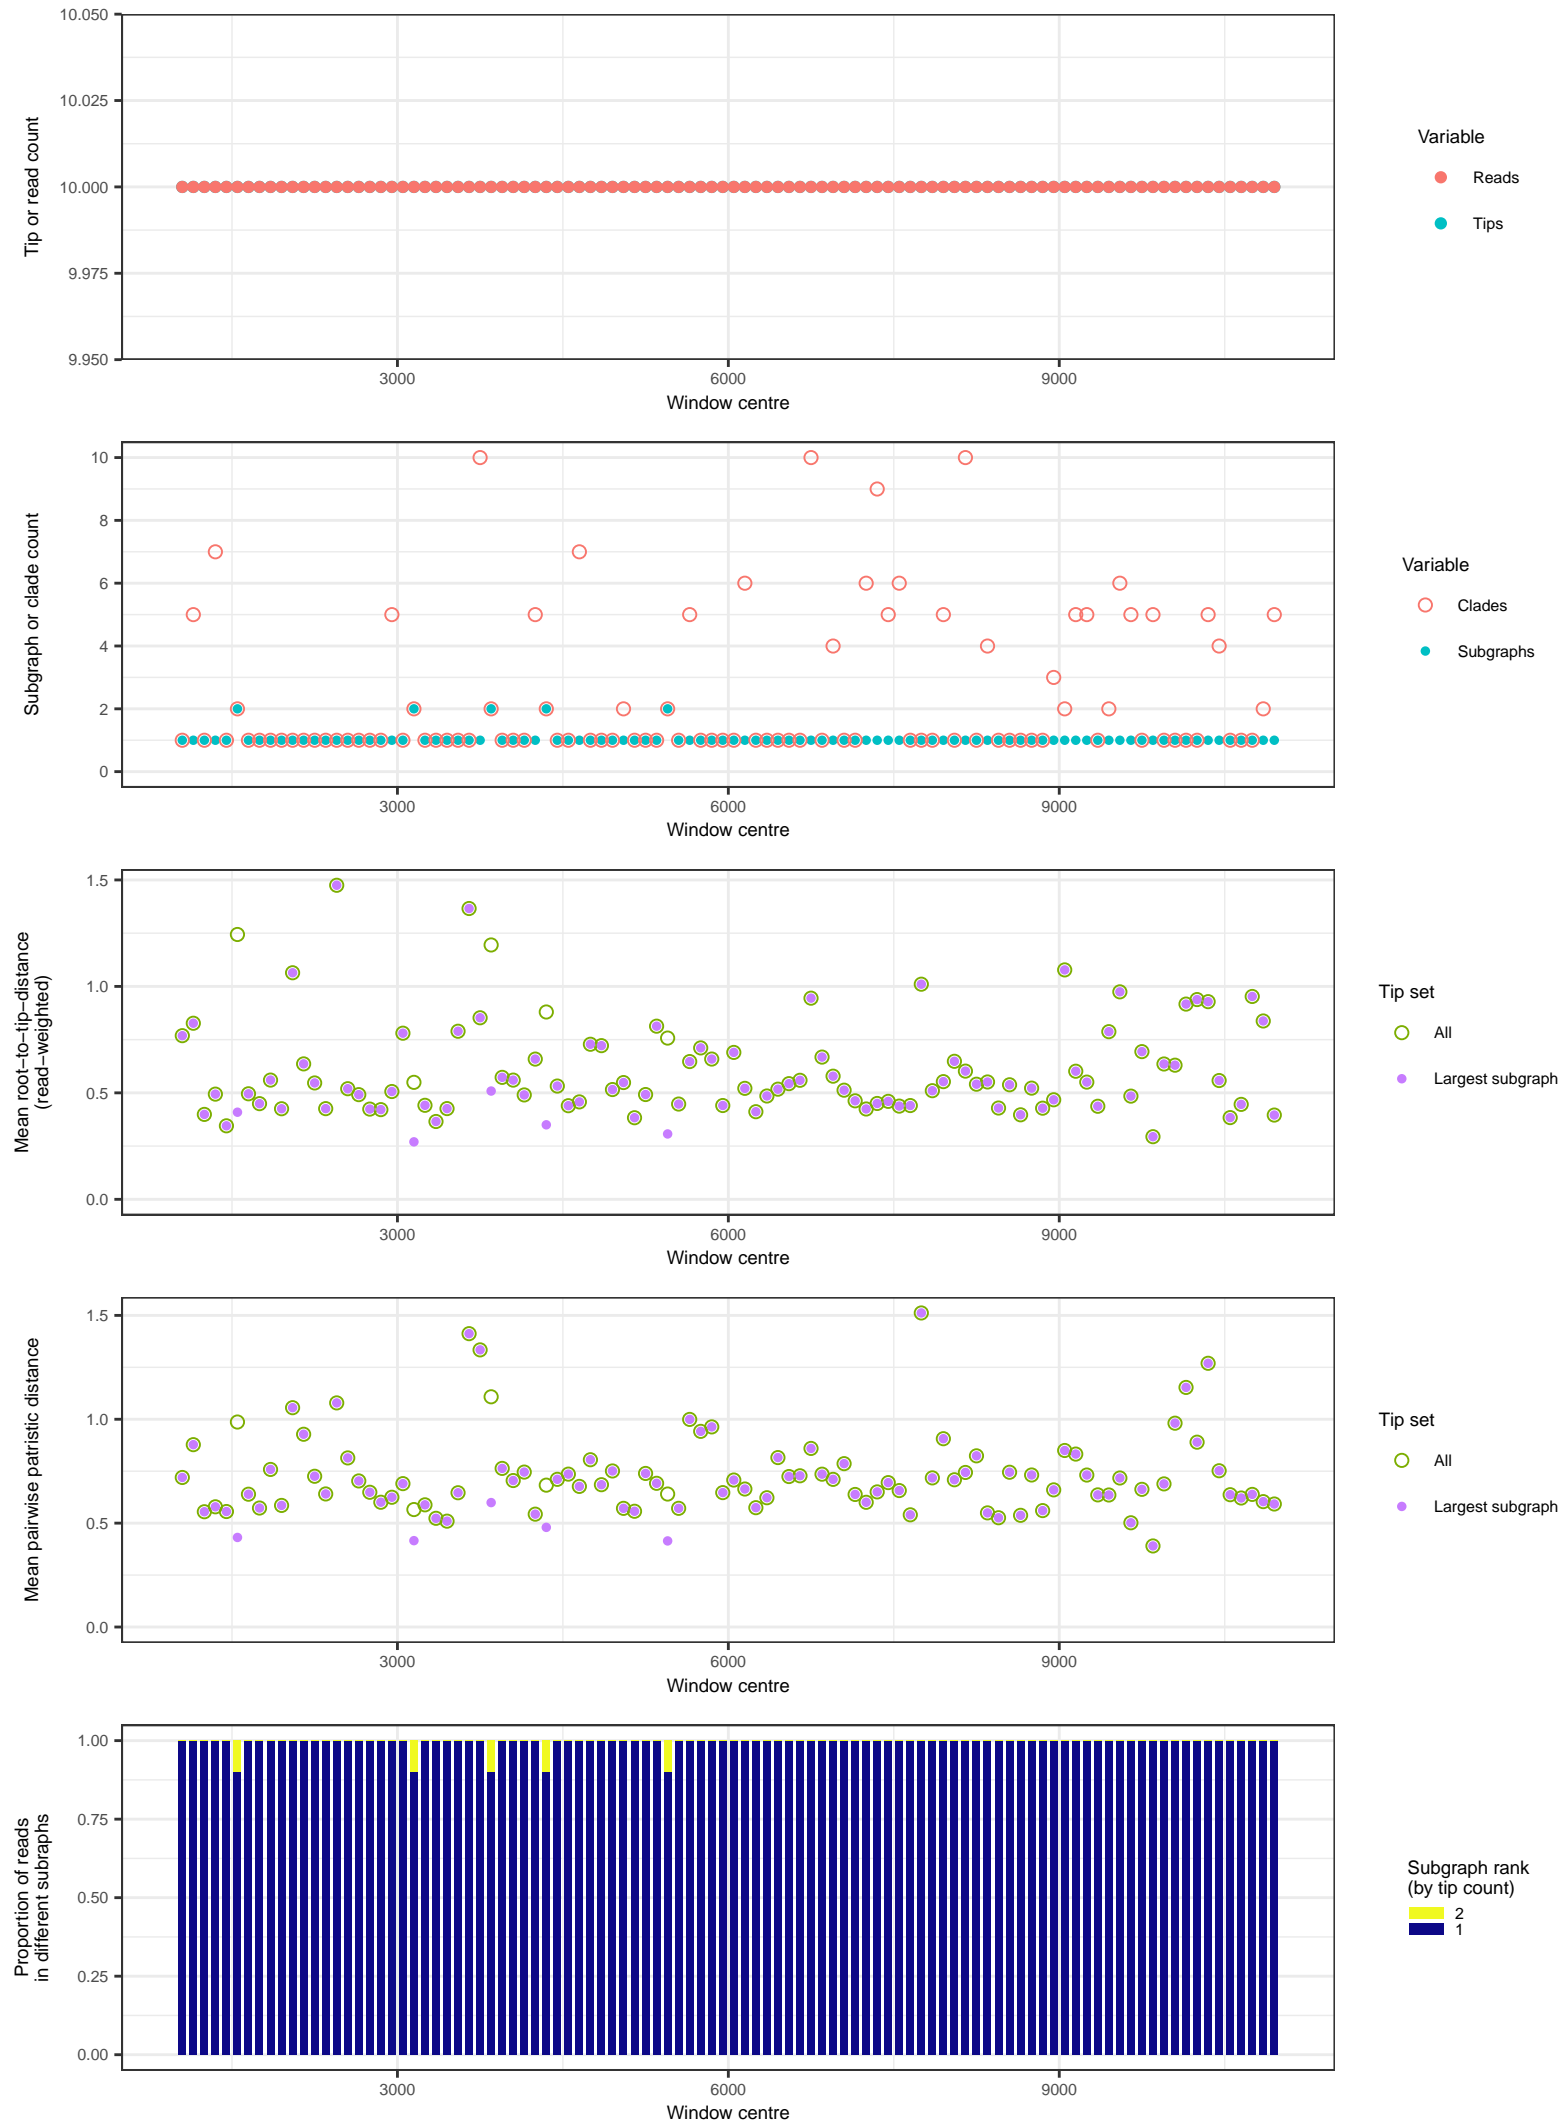 10.050
10.025
10.000
9.975
9.950
Tip or read count
3000
6000
9000
Window centre
Variable
Reads
Tips
10
8
6
4
2
0
Subgraph or clade count
3000
6000
9000
Window centre
Variable
Clades
Subgraphs
1.5
1.0
0.5
0.0
Mean root−to−tip−distance
(read−weighted)
3000
6000
9000
Window centre
Tip set
All
Largest subgraph
1.5
1.0
0.5
0.0
Mean pairwise patristic distance
3000
6000
9000
Window centre
Tip set
All
Largest subgraph
1.00
0.75
0.50
0.25
0.00
Proportion of reads
in different subraphs
3000
6000
9000
Window centre
Subgraph rank
(by tip count)
2
1